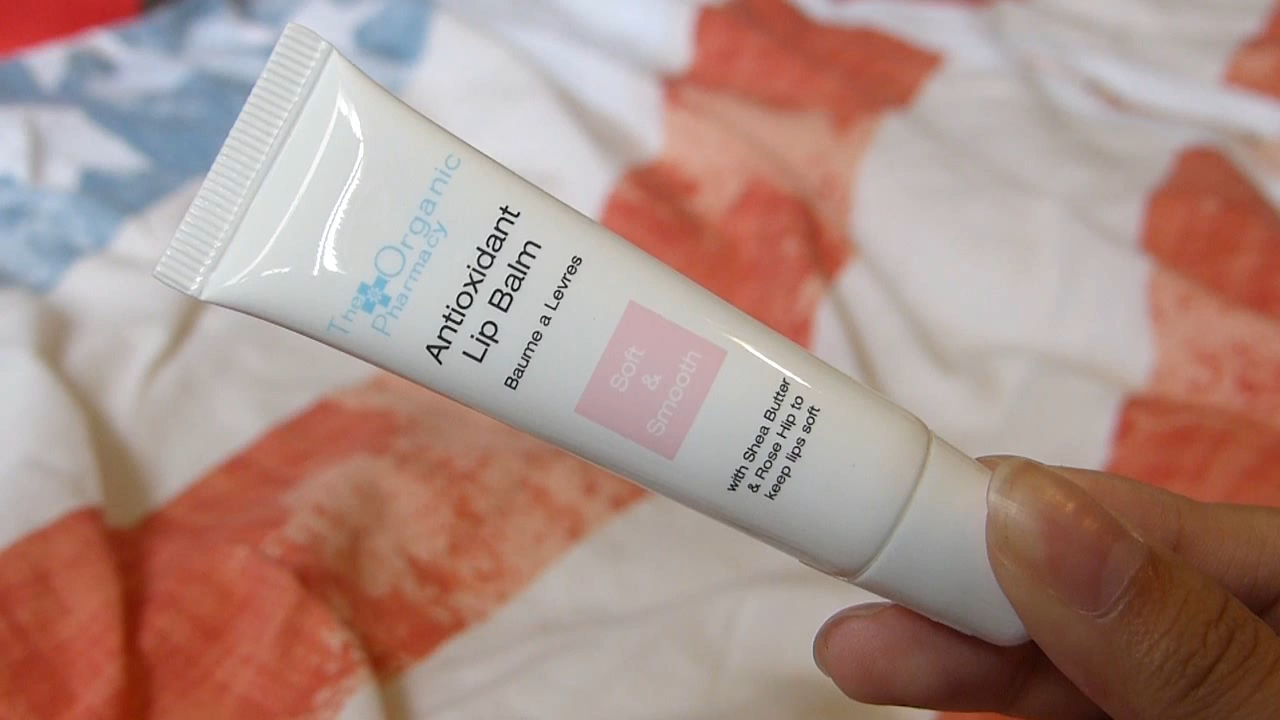 The Organic
Pharmacy
Antioxidant
Lip Balm
Baume a Levres
Soft
&
Smooth
with Shea Butter
& Rose Hip to
keep lips soft